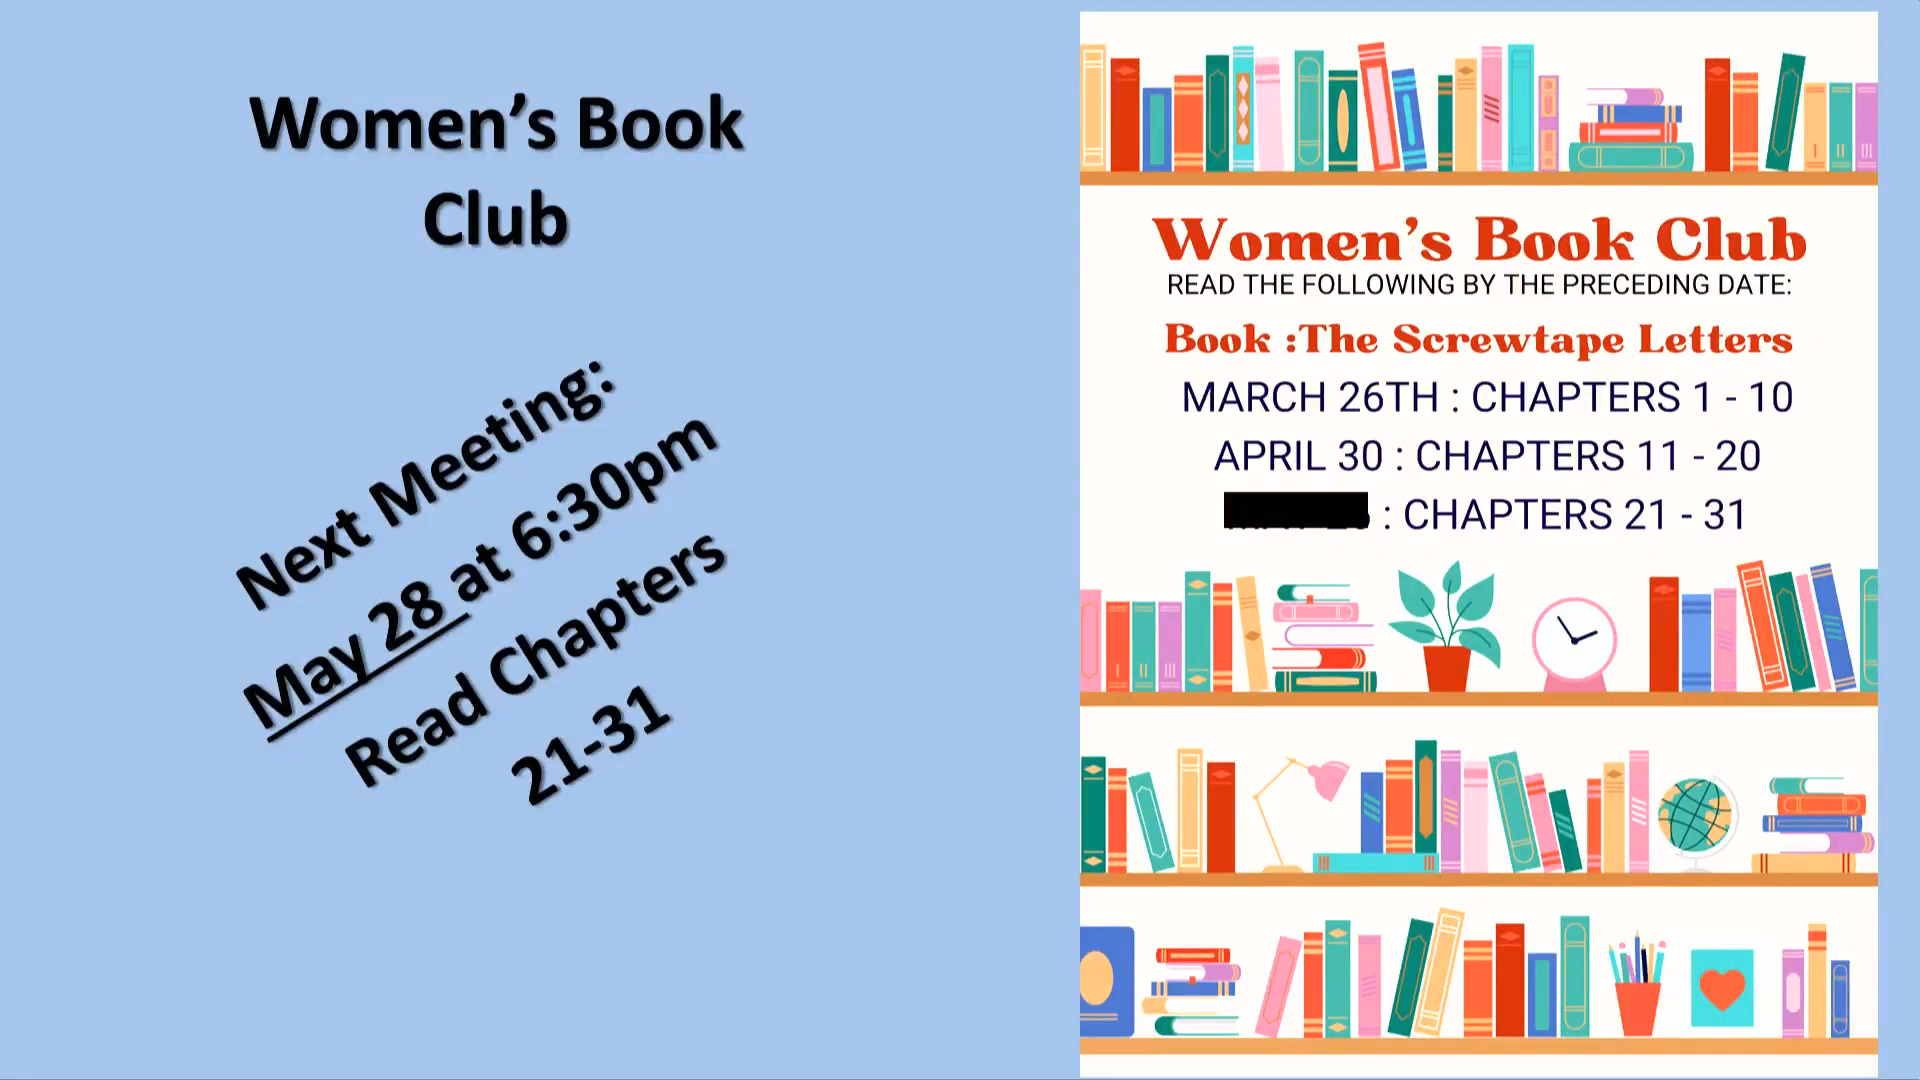 Women’s Book
Club
Next Meeting:
May 28 at 6:30pm
Read Chapters
21-31
Women’s Book Club
READ THE FOLLOWING BY THE PRECEDING DATE:
Book :The Screwtape Letters
MARCH 26TH : CHAPTERS 1 - 10
APRIL 30 : CHAPTERS 11 - 20
: CHAPTERS 21 - 31